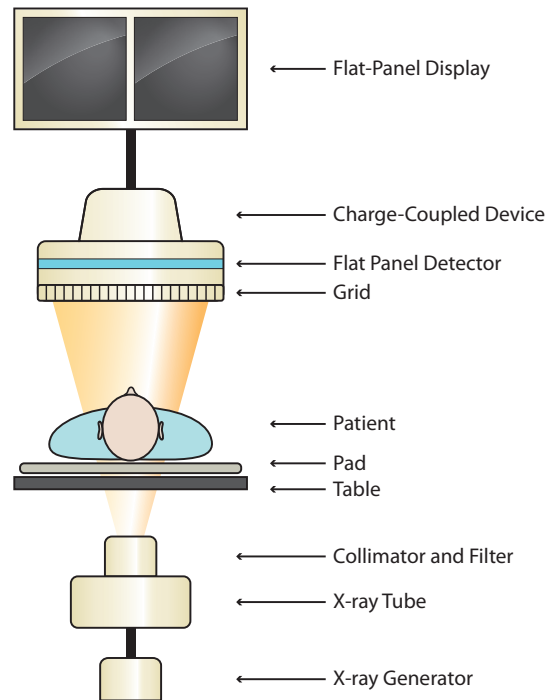 Flat-Panel Display
Charge-Coupled Device
Flat Panel Detector
Grid
Patient
Pad
Table
Collimator and Filter
X-ray Tube
X-ray Generator